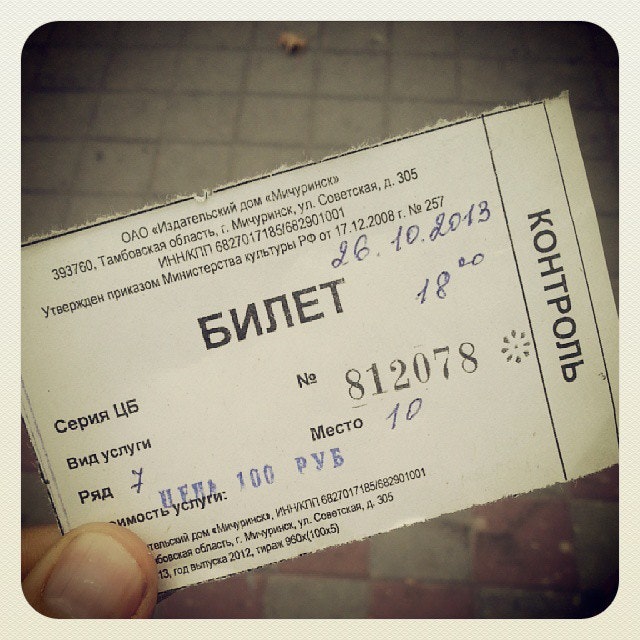 ОАО «Издательский дом «Мичуринск»
393760, Тамбовская область, г. Мичуринск, ул. Советская, д. 305
ИНН/КПП 6827017185/682901001
Утвержден приказом Министерства культуры РФ от 17.12.2008 г. № 257
26.10.2013
БИЛЕТ
18 00
Серия ЦБ № 812078
Вид услуги
Ряд 7 Место 10
ЦЕНА 100 РУБ
имость услуги:
тельский дом «Мичуринск», ИНН/КПП 6827017185/682901001
бовская область, г. Мичуринск, ул. Советская, д. 305
13, год выпуска 2012, тираж 960х(100х5)
КОНТРОЛЬ